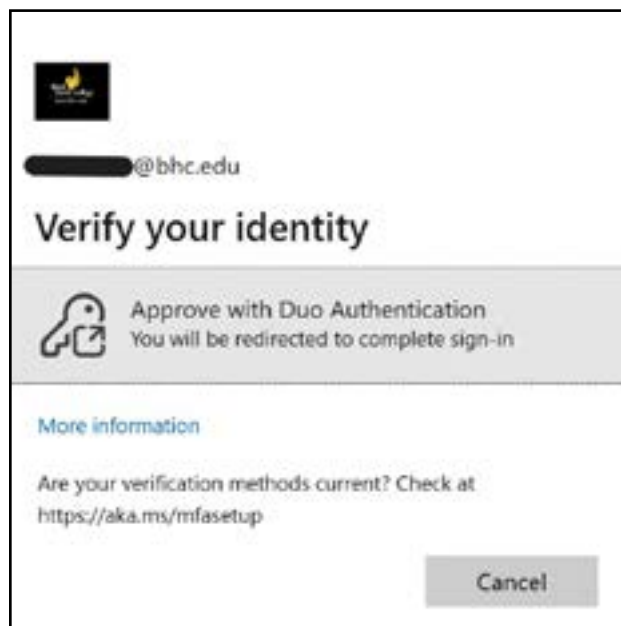 @bhc.edu
Verify your identity
Approve with Duo Authentication
You will be redirected to complete sign-in
More information
Are your verification methods current? Check at
https://aka.ms/mfasetup
Cancel